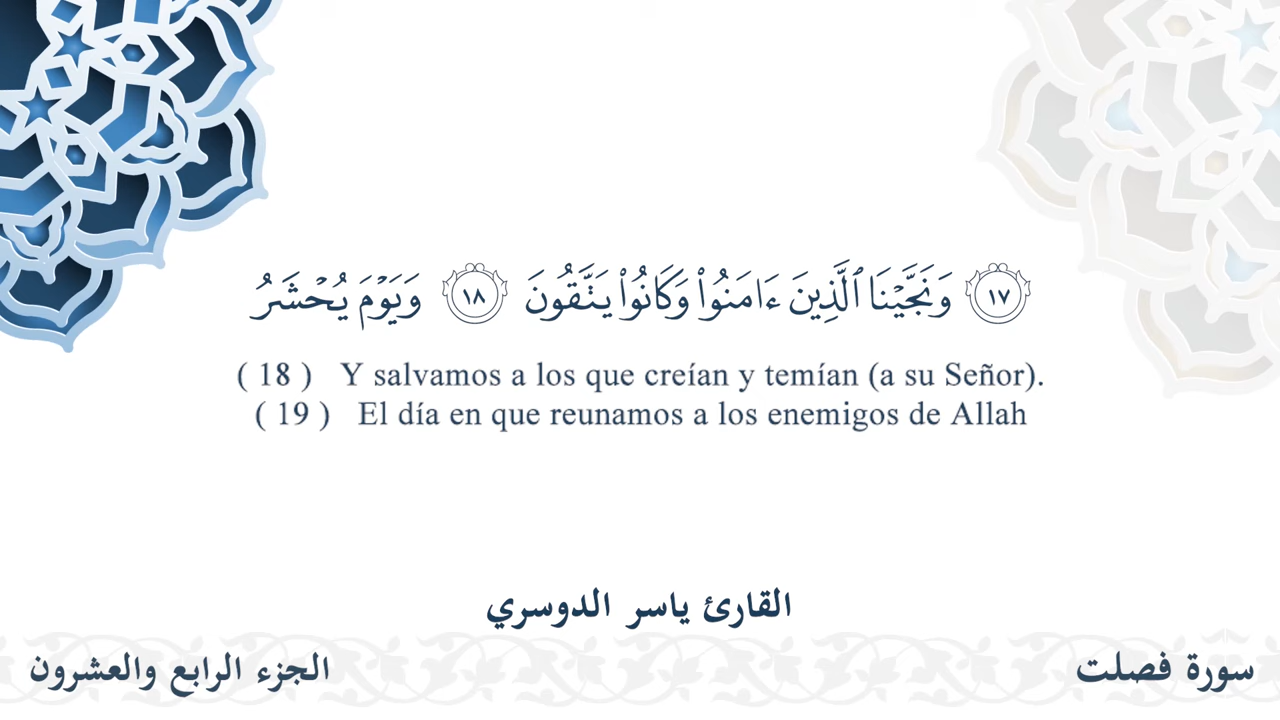 ١٧ وَنَجَّيْنَا ٱلَّذِينَ ءَامَنُوا۟ وَكَانُوا۟ يَتَّقُونَ ١٨ وَيَوْمَ يُحْشَرُ
( 18 ) Y salvamos a los que creían y temían (a su Señor).
( 19 ) El día en que reunamos a los enemigos de Allah
القارئ ياسر الدوسري
سورة فصلت
الجزء الرابع والعشرون